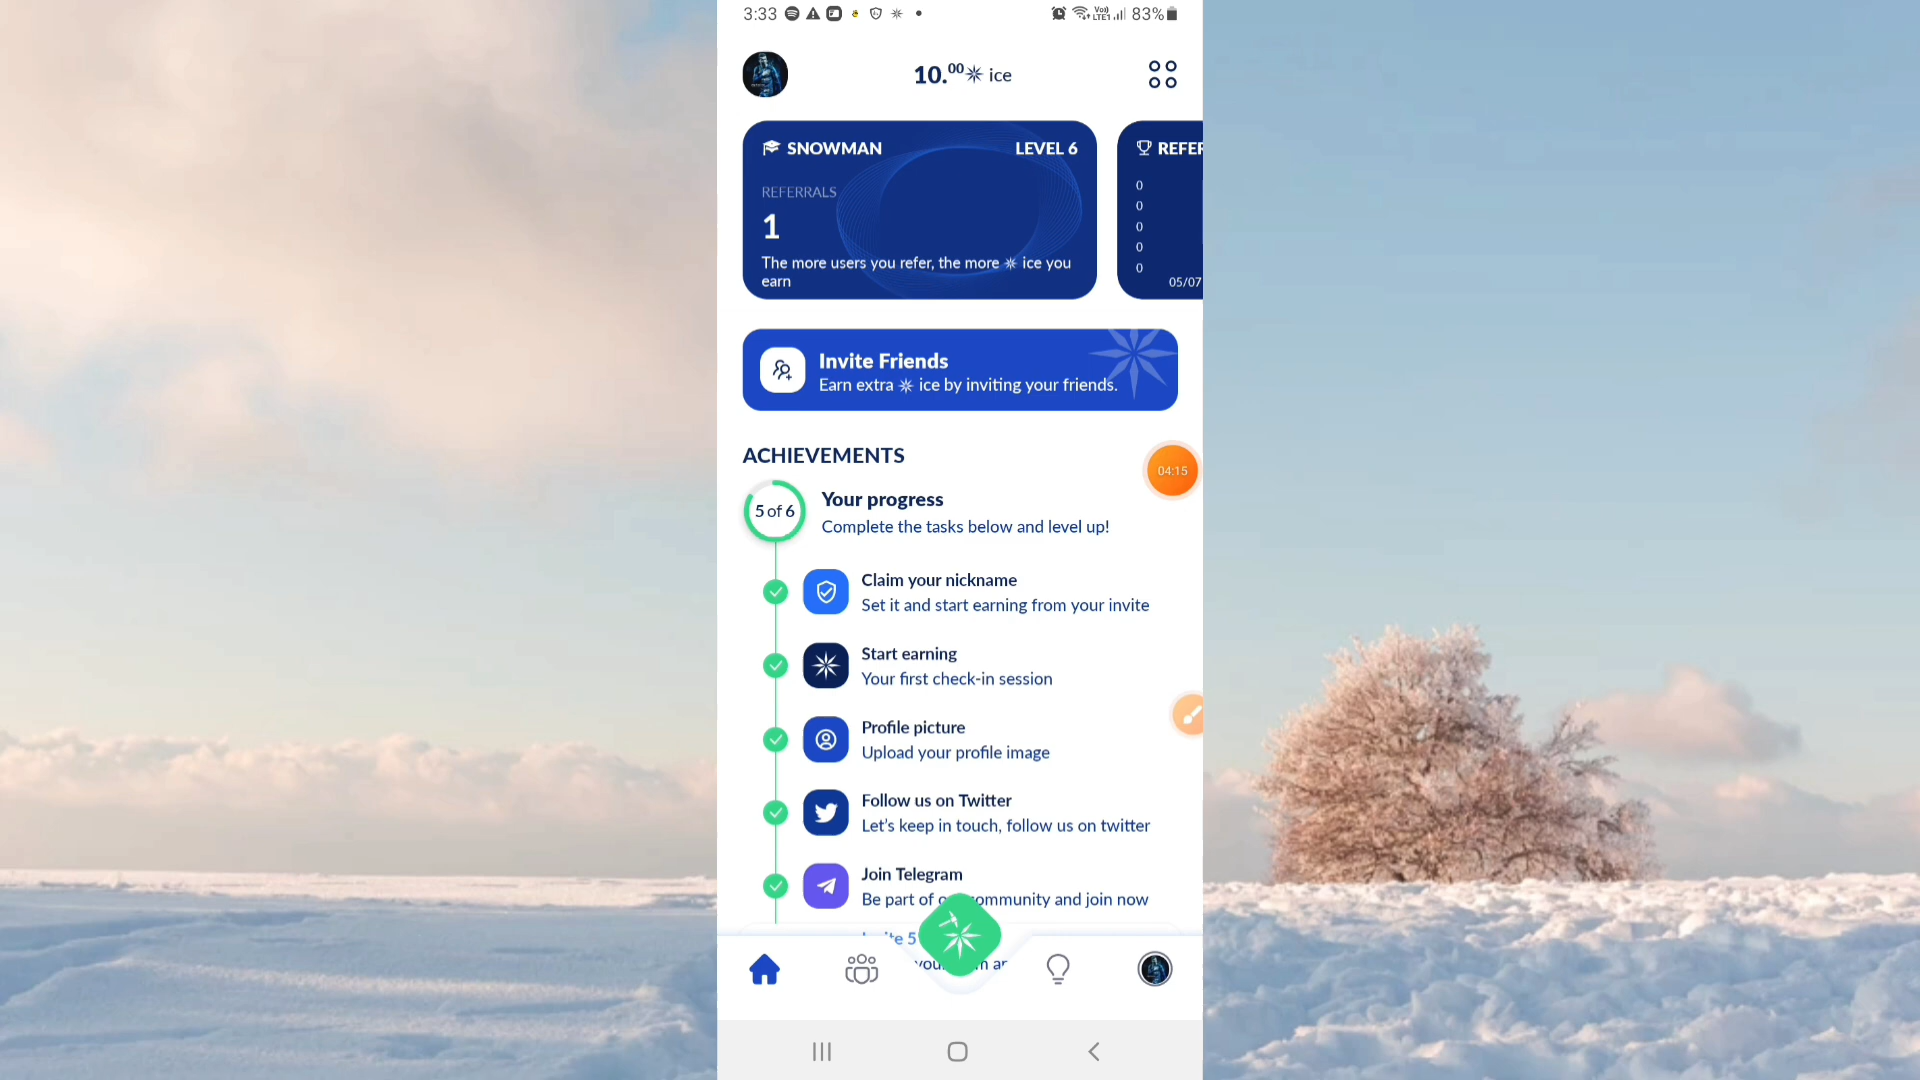 3:33
Vo))
LTE1
83%
10.00 ice
SNOWMAN
LEVEL 6
REFERRALS
1
The more users you refer, the more ice you
earn
REFER
0
0
0
0
0
05/07
Invite Friends
Earn extra ice by inviting your friends.
ACHIEVEMENTS
04:15
5 of 6
Your progress
Complete the tasks below and level up!
Claim your nickname
Set it and start earning from your invite
Start earning
Your first check-in session
Profile picture
Upload your profile image
Follow us on Twitter
Let's keep in touch, follow us on twitter
Join Telegram
Be part of community and join now
5